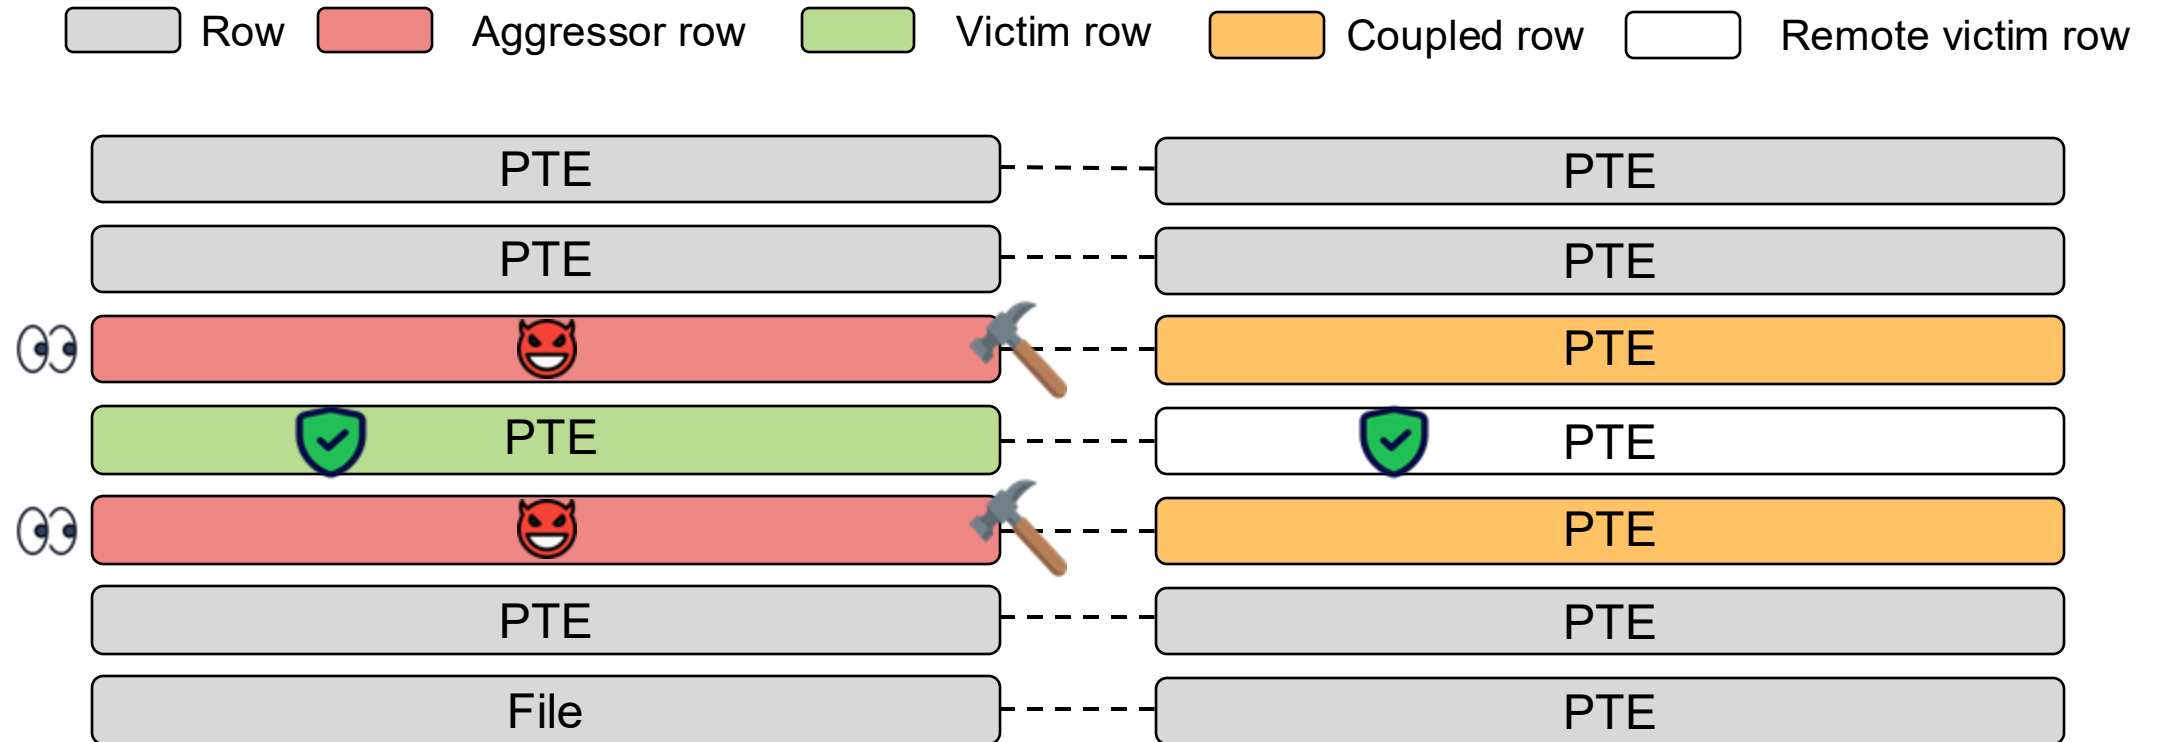 Row Aggressor row Victim row Coupled row Remote victim row
PTE PTE
PTE PTE
PTE
PTE PTE
PTE
PTE PTE
File PTE